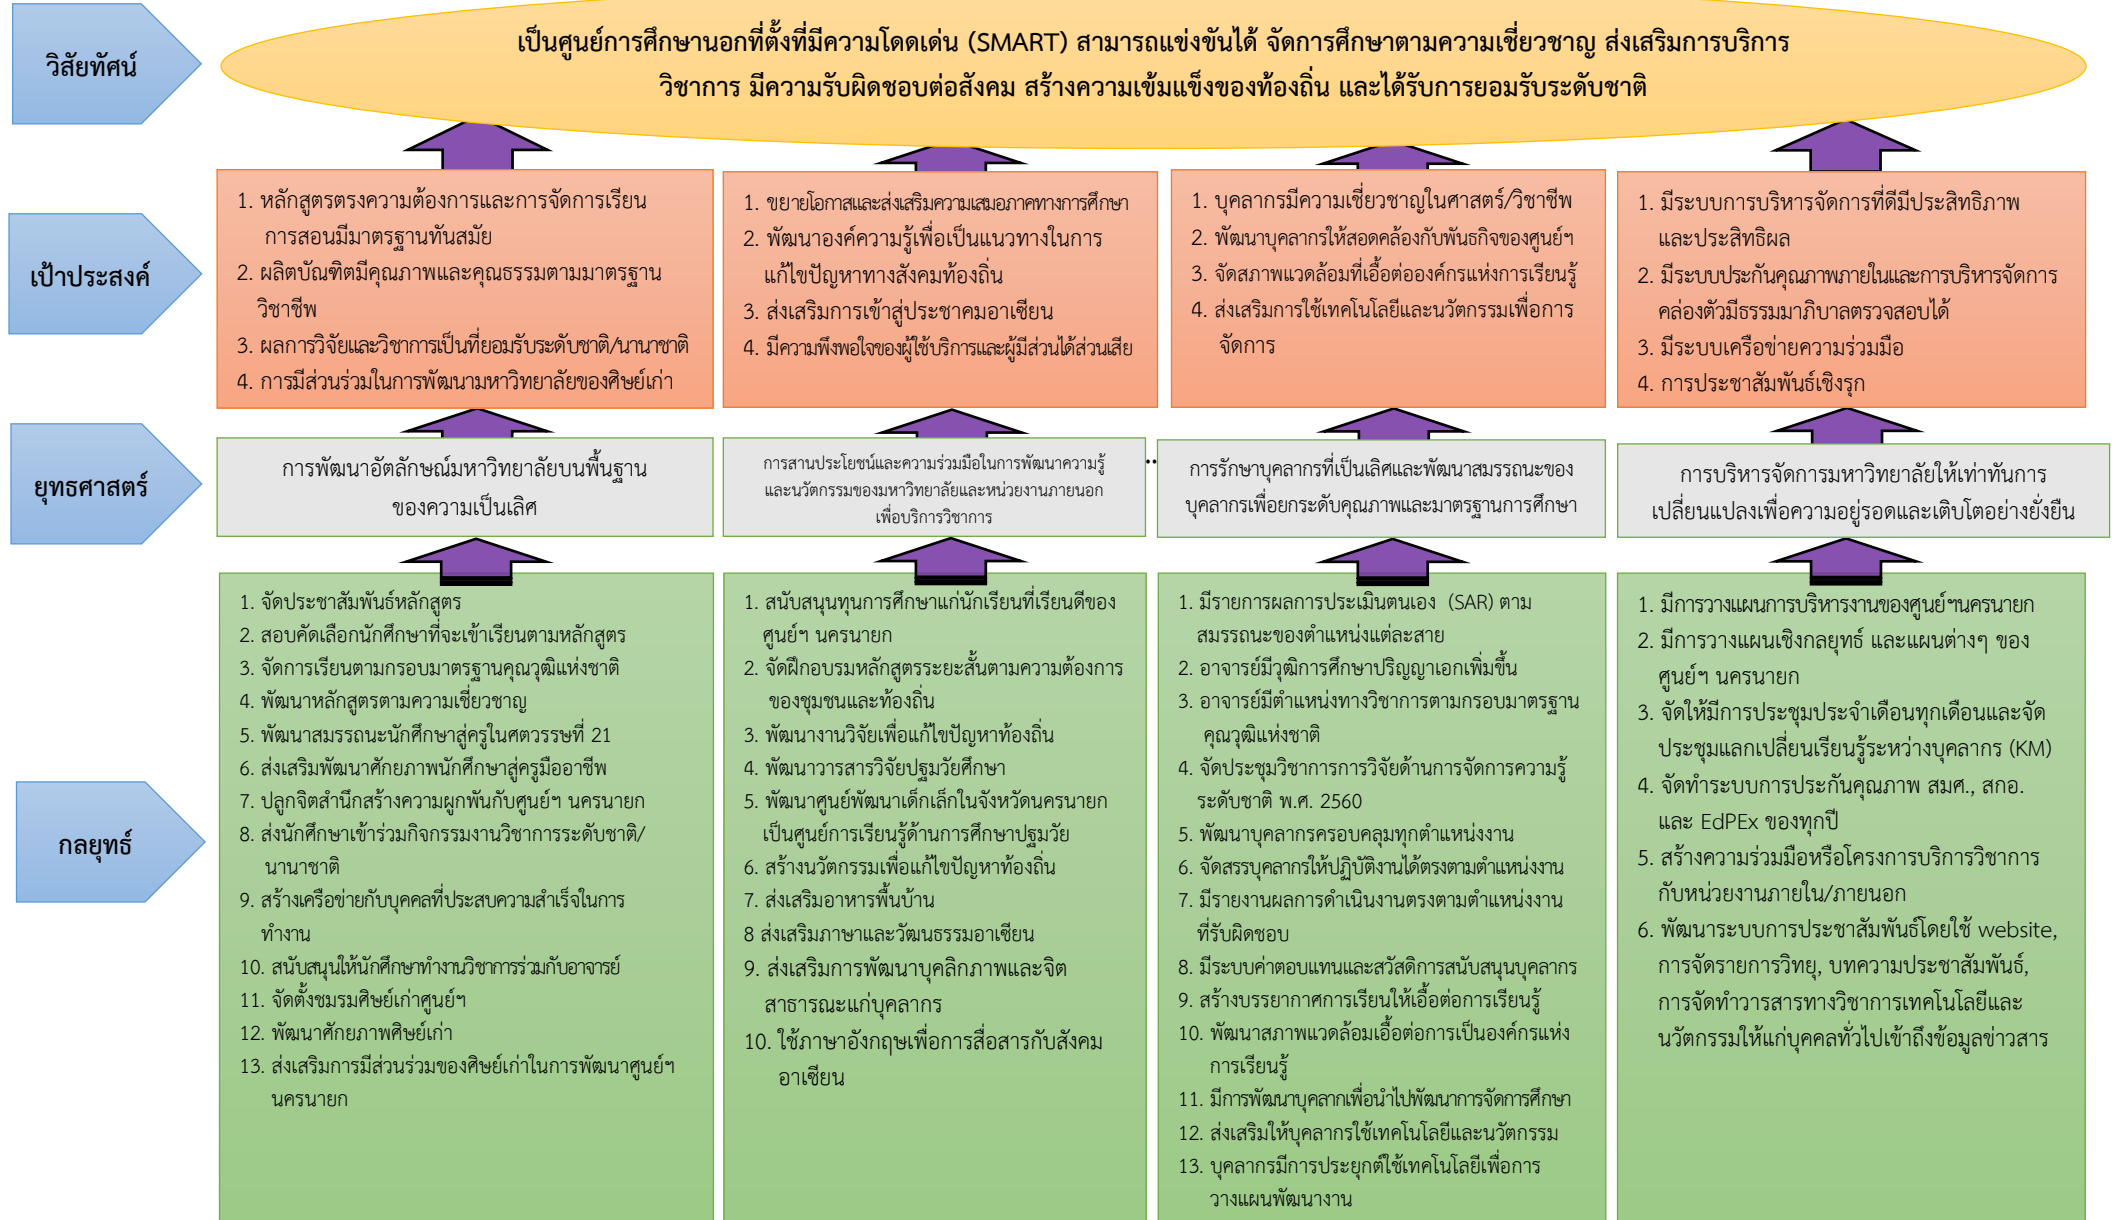 วิสัยทัศน์
เป็นศูนย์การศึกษานอกที่ตั้งที่มีความโดดเด่น (SMART) สามารถแข่งขันได้ จัดการศึกษาตามความเชี่ยวชาญ ส่งเสริมการบริการ
วิชาการ มีความรับผิดชอบต่อสังคม สร้างความเข้มแข็งของท้องถิ่น และได้รับการยอมรับระดับชาติ
เป้าประสงค์
1. หลักสูตรตรงความต้องการและการจัดการเรียน
การสอนมีมาตรฐานทันสมัย
2. ผลิตบัณฑิตมีคุณภาพและคุณธรรมตามมาตรฐาน
วิชาชีพ
3. ผลการวิจัยและวิชาการเป็นที่ยอมรับระดับชาติ/นานาชาติ
4. การมีส่วนร่วมในการพัฒนามหาวิทยาลัยของศิษย์เก่า
1. ขยายโอกาสและส่งเสริมความเสมอภาคทางการศึกษา
2. พัฒนาองค์ความรู้เพื่อเป็นแนวทางในการ
แก้ไขปัญหาทางสังคมท้องถิ่น
3. ส่งเสริมการเข้าสู่ประชาคมอาเซียน
4. มีความพึงพอใจของผู้ใช้บริการและผู้มีส่วนได้ส่วนเสีย
1. บุคลากรมีความเชี่ยวชาญในศาสตร์/วิชาชีพ
2. พัฒนาบุคลากรให้สอดคล้องกับพันธกิจของศูนย์ฯ
3. จัดสภาพแวดล้อมที่เอื้อต่อองค์กรแห่งการเรียนรู้
4. ส่งเสริมการใช้เทคโนโลยีและนวัตกรรมเพื่อการ
จัดการ
1. มีระบบการบริหารจัดการที่ดีมีประสิทธิภาพ
และประสิทธิผล
2. มีระบบประกันคุณภาพภายในและการบริหารจัดการ
คล่องตัวมีธรรมมาภิบาลตรวจสอบได้
3. มีระบบเครือข่ายความร่วมมือ
4. การประชาสัมพันธ์เชิงรุก
ยุทธศาสตร์
การพัฒนาอัตลักษณ์มหาวิทยาลัยบนพื้นฐาน
ของความเป็นเลิศ
การสานประโยชน์และความร่วมมือในการพัฒนาความรู้
และนวัตกรรมของมหาวิทยาลัยและหน่วยงานภายนอก
เพื่อบริการวิชาการ
..
การรักษาบุคลากรที่เป็นเลิศและพัฒนาสมรรถนะของ
บุคลากรเพื่อยกระดับคุณภาพและมาตรฐานการศึกษา
การบริหารจัดการมหาวิทยาลัยให้เท่าทันการ
เปลี่ยนแปลงเพื่อความอยู่รอดและเติบโตอย่างยั่งยืน
กลยุทธ์
1. จัดประชาสัมพันธ์หลักสูตร
2. สอบคัดเลือกนักศึกษาที่จะเข้าเรียนตามหลักสูตร
3. จัดการเรียนตามกรอบมาตรฐานคุณวุฒิแห่งชาติ
4. พัฒนาหลักสูตรตามความเชี่ยวชาญ
5. พัฒนาสมรรถนะนักศึกษาสู่ครูในศตวรรษที่ 21
6. ส่งเสริมพัฒนาศักยภาพนักศึกษาสู่ครูมืออาชีพ
7. ปลูกจิตสำนึกสร้างความผูกพันกับศูนย์ฯ นครนายก
8. ส่งนักศึกษาเข้าร่วมกิจกรรมงานวิชาการระดับชาติ/
นานาชาติ
9. สร้างเครือข่ายกับบุคคลที่ประสบความสำเร็จในการ
ทำงาน
10. สนับสนุนให้นักศึกษาทำงานวิชาการร่วมกับอาจารย์
11. จัดตั้งชมรมศิษย์เก่าศูนย์ฯ
12. พัฒนาศักยภาพศิษย์เก่า
13. ส่งเสริมการมีส่วนร่วมของศิษย์เก่าในการพัฒนาศูนย์ฯ
นครนายก
1. สนับสนุนทุนการศึกษาแก่นักเรียนที่เรียนดีของ
ศูนย์ฯ นครนายก
2. จัดฝึกอบรมหลักสูตรระยะสั้นตามความต้องการ
ของชุมชนและท้องถิ่น
3. พัฒนางานวิจัยเพื่อแก้ไขปัญหาท้องถิ่น
4. พัฒนาวารสารวิจัยปฐมวัยศึกษา
5. พัฒนาศูนย์พัฒนาเด็กเล็กในจังหวัดนครนายก
เป็นศูนย์การเรียนรู้ด้านการศึกษาปฐมวัย
6. สร้างนวัตกรรมเพื่อแก้ไขปัญหาท้องถิ่น
7. ส่งเสริมอาหารพื้นบ้าน
8 ส่งเสริมภาษาและวัฒนธรรมอาเซียน
9. ส่งเสริมการพัฒนาบุคลิกภาพและจิต
สาธารณะแก่บุคลากร
10. ใช้ภาษาอังกฤษเพื่อการสื่อสารกับสังคม
อาเซียน
1. มีรายการผลการประเมินตนเอง (SAR) ตาม
สมรรถนะของตำแหน่งแต่ละสาย
2. อาจารย์มีวุฒิการศึกษาปริญญาเอกเพิ่มขึ้น
3. อาจารย์มีตำแหน่งทางวิชาการตามกรอบมาตรฐาน
คุณวุฒิแห่งชาติ
4. จัดประชุมวิชาการการวิจัยด้านการจัดการความรู้
ระดับชาติ พ.ศ. 2560
5. พัฒนาบุคลากรครอบคลุมทุกตำแหน่งงาน
6. จัดสรรบุคลากรให้ปฏิบัติงานได้ตรงตามตำแหน่งงาน
7. มีรายงานผลการดำเนินงานตรงตามตำแหน่งงาน
ที่รับผิดชอบ
8. มีระบบค่าตอบแทนและสวัสดิการสนับสนุนบุคลากร
9. สร้างบรรยากาศการเรียนให้เอื้อต่อการเรียนรู้
10. พัฒนาสภาพแวดล้อมเอื้อต่อการเป็นองค์กรแห่ง
การเรียนรู้
11. มีการพัฒนาบุคลากเพื่อนำไปพัฒนาการจัดการศึกษา
12. ส่งเสริมให้บุคลากรใช้เทคโนโลยีและนวัตกรรม
13. บุคลากรมีการประยุกต์ใช้เทคโนโลยีเพื่อการ
วางแผนพัฒนางาน
1. มีการวางแผนการบริหารงานของศูนย์ฯนครนายก
2. มีการวางแผนเชิงกลยุทธ์ และแผนต่างๆ ของ
ศูนย์ฯ นครนายก
3. จัดให้มีการประชุมประจำเดือนทุกเดือนและจัด
ประชุมแลกเปลี่ยนเรียนรู้ระหว่างบุคลากร (KM)
4. จัดทำระบบการประกันคุณภาพ สมศ., สกอ.
และ EdPEx ของทุกปี
5. สร้างความร่วมมือหรือโครงการบริการวิชาการ
กับหน่วยงานภายใน/ภายนอก
6. พัฒนาระบบการประชาสัมพันธ์โดยใช้ website,
การจัดรายการวิทยุ, บทความประชาสัมพันธ์,
การจัดทำวารสารทางวิชาการเทคโนโลยีและ
นวัตกรรมให้แก่บุคคลทั่วไปเข้าถึงข้อมูลข่าวสาร